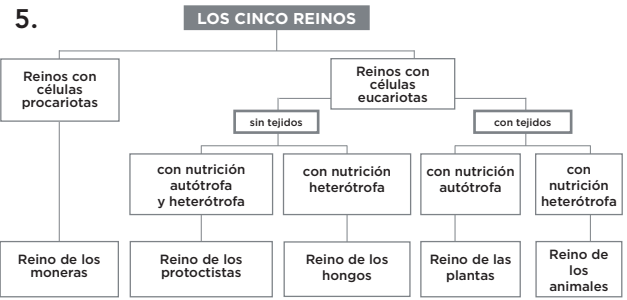 5.
LOS CINCO REINOS
Reinos con
células
procariotas
Reinos con
células
eucariotas
sin tejidos
con tejidos
con nutrición
autótrofa
y heterótrofa
con nutrición
heterótrofa
con nutrición
autótrofa
con
nutrición
heterótrofa
Reino de los
moneras
Reino de los
protoctistas
Reino de los
hongos
Reino de las
plantas
Reino de
los
animales